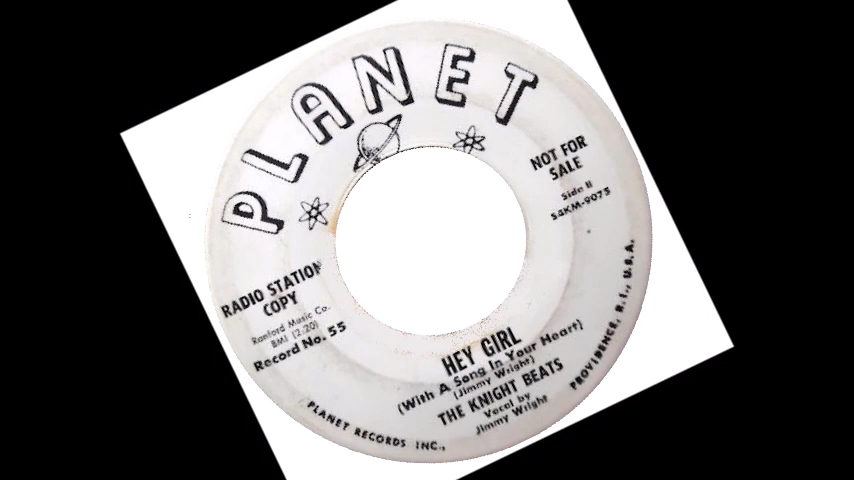 PLANET
NOT FOR
SALE
Side II
S4KM-9075
RADIO STATION
COPY
Ranford Music Co.
BMI (2:20)
Record No. 55
HEY GIRL
(With A Song In Your Heart)
(Jimmy Wright)
THE KNIGHT BEATS
Vocal by
Jimmy Wright
PLANET RECORDS INC., PROVIDENCE, R.I., U.S.A.